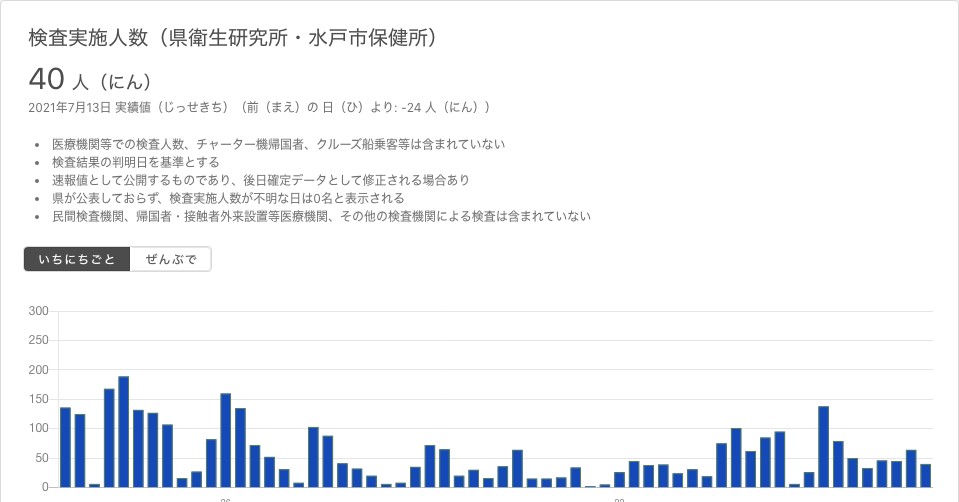 検査実施人数（県衛生研究所・水戸市保健所）
40 人（にん）
2021年7月13日 実績値（じっせきち）（前（まえ）の 日（ひ）より: -24 人（にん））
• 医療機関等での検査人数、チャーター機帰国者、クルーズ船乗客等は含まれていない
• 検査結果の判明日を基準とする
• 速報値として公開するものであり、後日確定データとして修正される場合あり
• 県が公表しておらず、検査実施人数が不明な日は0名と表示される
• 民間検査機関、帰国者・接触者外来設置等医療機関、その他の検査機関による検査は含まれていない
いちにちごと ぜんぶで
300
250
200
150
100
50
0